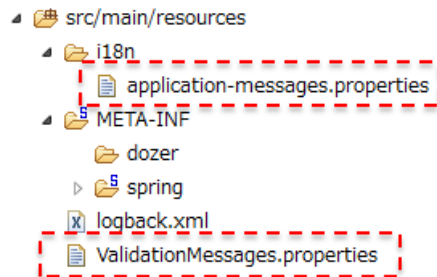 src/main/resources
i18n
application-messages.properties
META-INF
dozer
spring
logback.xml
ValidationMessages.properties